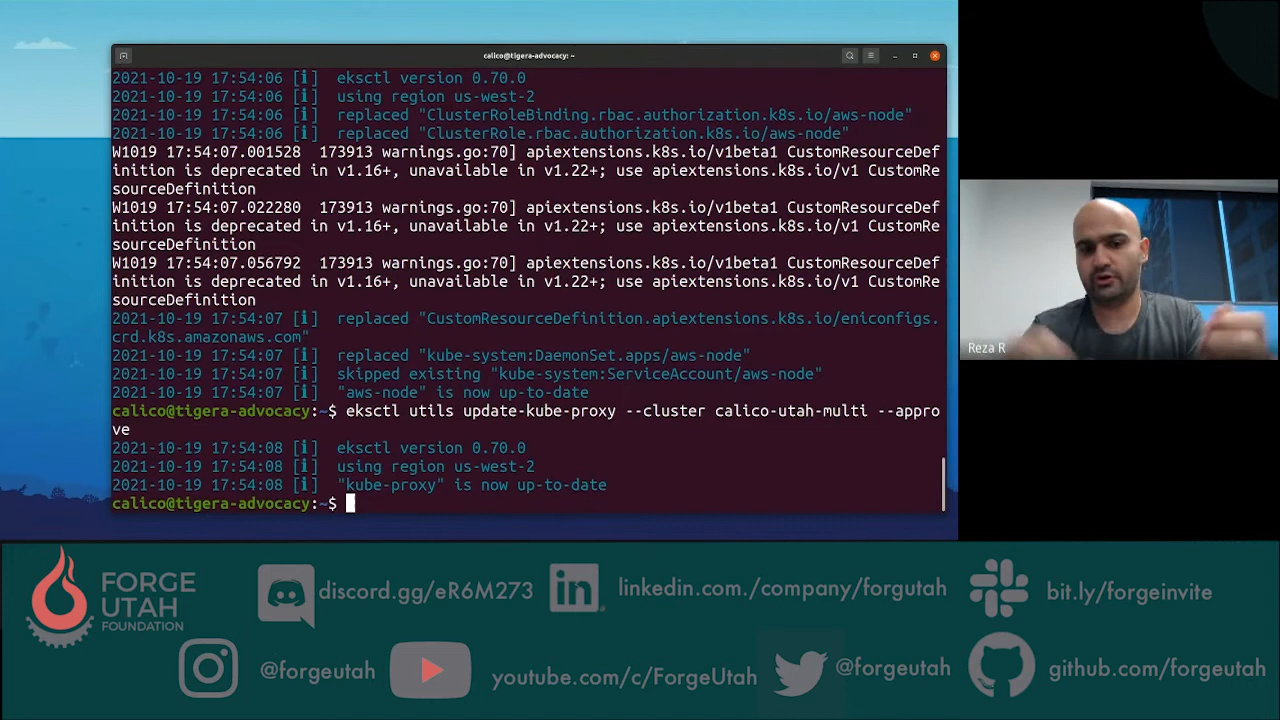 calico@tigera-advocacy: ~
2021-10-19 17:54:06 [ℹ]  eksctl version 0.70.0
2021-10-19 17:54:06 [ℹ]  using region us-west-2
2021-10-19 17:54:06 [ℹ]  replaced "ClusterRoleBinding.rbac.authorization.k8s.io/aws-node"
2021-10-19 17:54:06 [ℹ]  replaced "ClusterRole.rbac.authorization.k8s.io/aws-node"
W1019 17:54:07.001528  173913 warnings.go:70] apiextensions.k8s.io/v1beta1 CustomResourceDef
inition is deprecated in v1.16+, unavailable in v1.22+; use apiextensions.k8s.io/v1 CustomRe
sourceDefinition
W1019 17:54:07.022280  173913 warnings.go:70] apiextensions.k8s.io/v1beta1 CustomResourceDef
inition is deprecated in v1.16+, unavailable in v1.22+; use apiextensions.k8s.io/v1 CustomRe
sourceDefinition
W1019 17:54:07.056792  173913 warnings.go:70] apiextensions.k8s.io/v1beta1 CustomResourceDef
inition is deprecated in v1.16+, unavailable in v1.22+; use apiextensions.k8s.io/v1 CustomRe
sourceDefinition
2021-10-19 17:54:07 [ℹ]  replaced "CustomResourceDefinition.apiextensions.k8s.io/eniconfigs.
crd.k8s.amazonaws.com"
2021-10-19 17:54:07 [ℹ]  replaced "kube-system:DaemonSet.apps/aws-node"
2021-10-19 17:54:07 [ℹ]  skipped existing "kube-system:ServiceAccount/aws-node"
2021-10-19 17:54:07 [ℹ]  "aws-node" is now up-to-date
calico@tigera-advocacy:~$ eksctl utils update-kube-proxy --cluster calico-utah-multi --appro
ve
2021-10-19 17:54:08 [ℹ]  eksctl version 0.70.0
2021-10-19 17:54:08 [ℹ]  using region us-west-2
2021-10-19 17:54:08 [ℹ]  "kube-proxy" is now up-to-date
calico@tigera-advocacy:~$
Reza R
FORGE
UTAH
FOUNDATION
discord.gg/eR6M273
linkedin.com./company/forgutah
bit.ly/forgeinvite
@forgeutah
youtube.com/c/ForgeUtah
@forgeutah
github.com/forgeutah